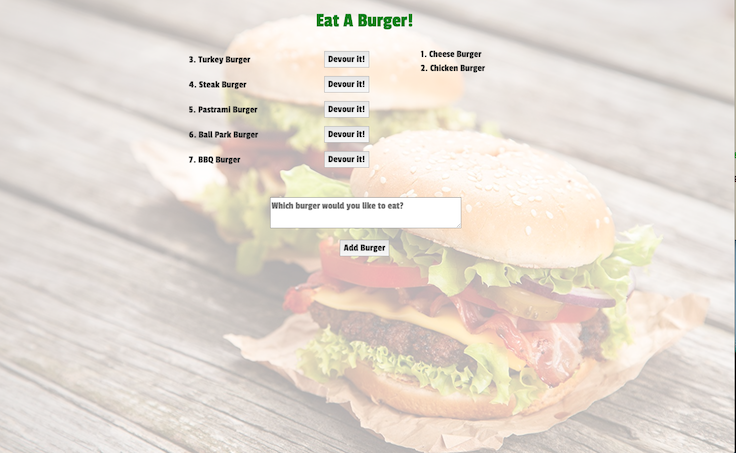 Eat A Burger!
3. Turkey Burger
Devour it!
4. Steak Burger
Devour it!
5. Pastrami Burger
Devour it!
6. Ball Park Burger
Devour it!
7. BBQ Burger
Devour it!
1. Cheese Burger
2. Chicken Burger
Which burger would you like to eat?
Add Burger